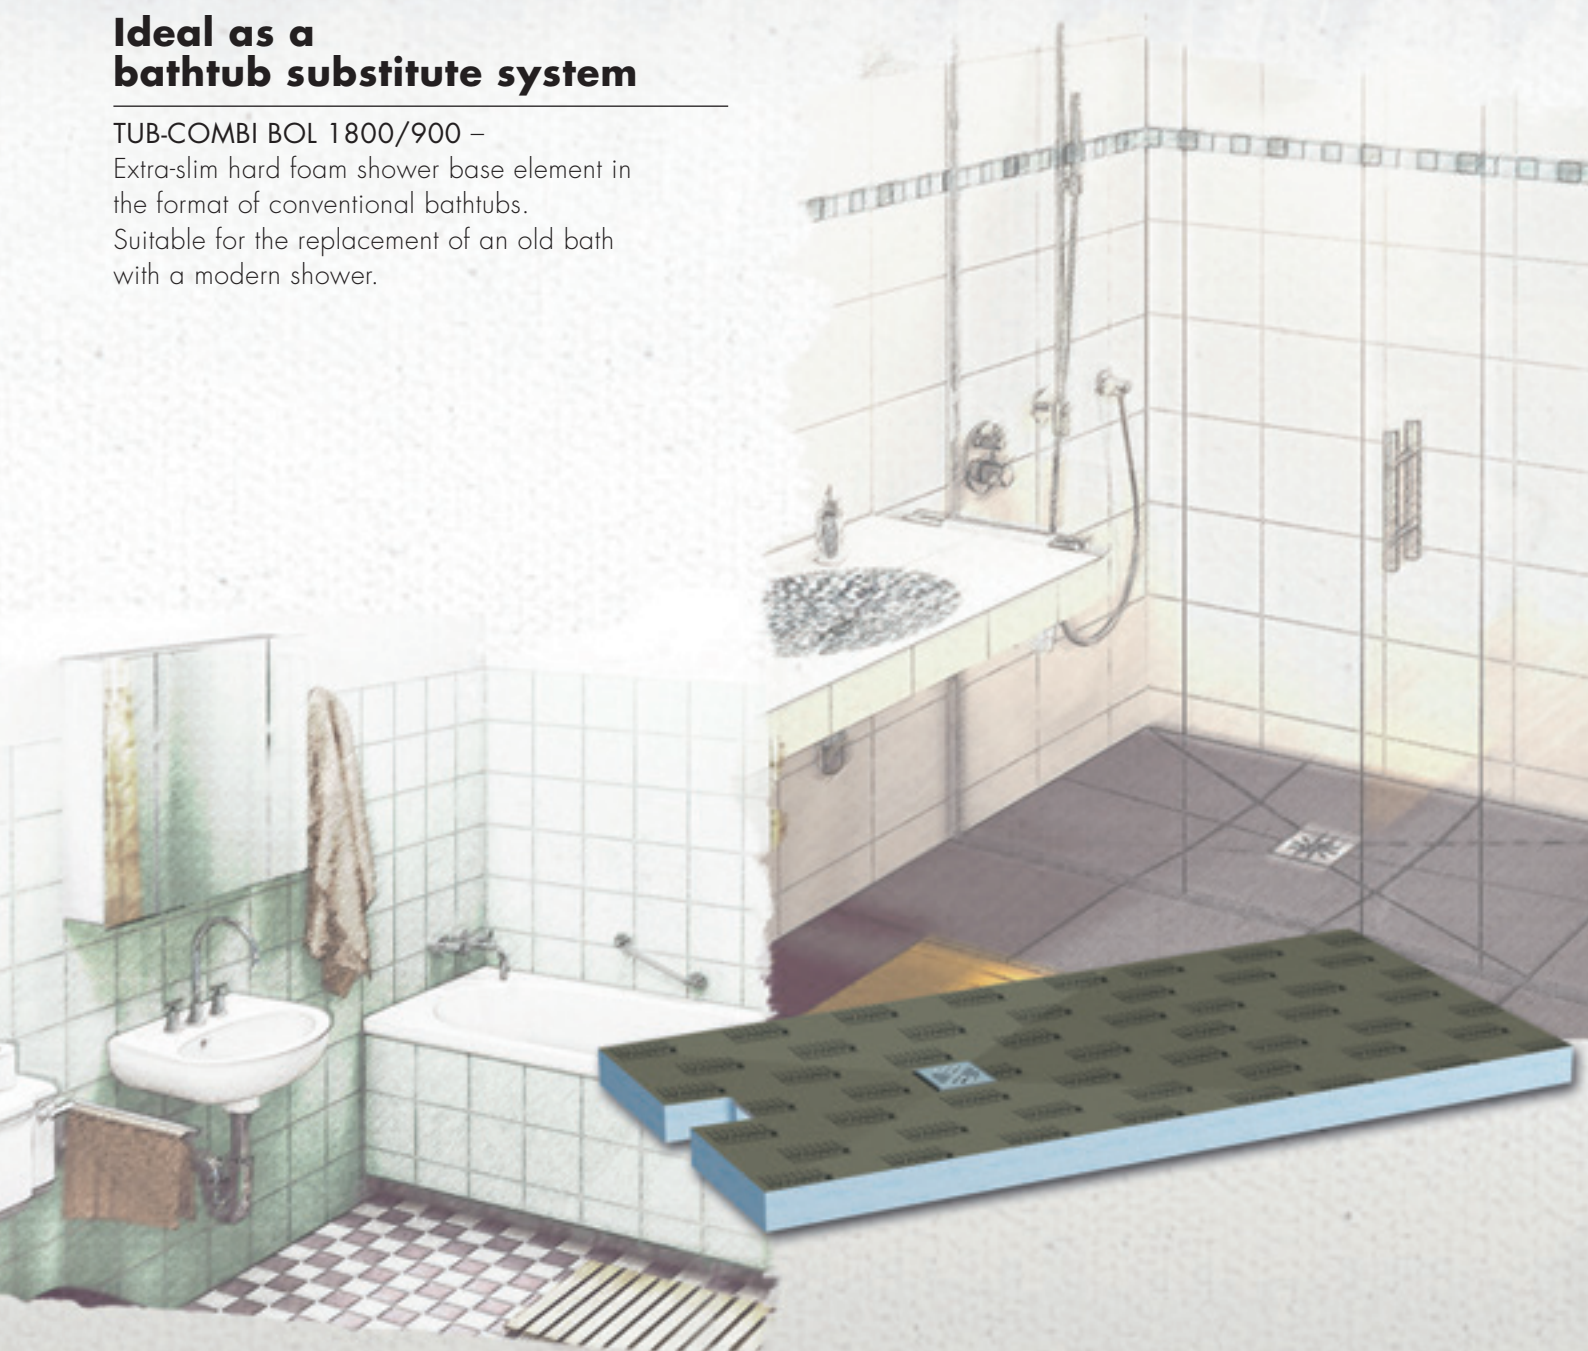 Ideal as a
bathtub substitute system
TUB-COMBI BOL 1800/900 –
Extra-slim hard foam shower base element in
the format of conventional bathtubs.
Suitable for the replacement of an old bath
with a modern shower.